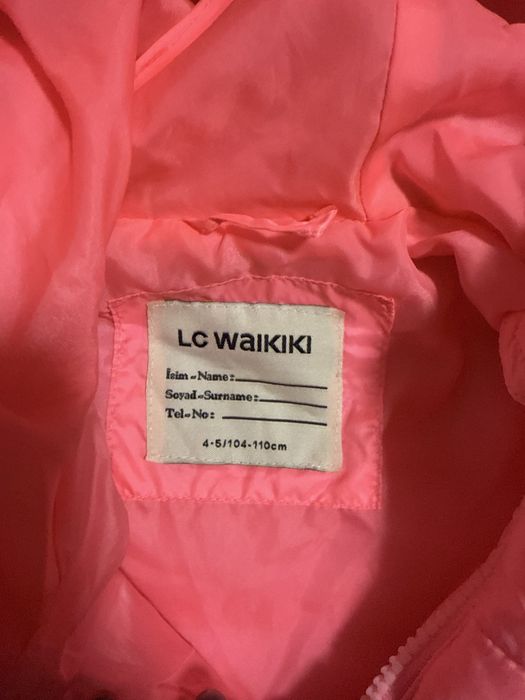 LC WAIKIKI
İsim-Name:
Soyad-Surname:
Tel-No:
4-5/104-110cm